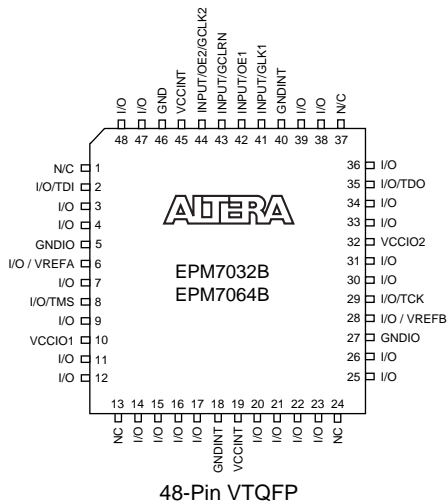 I/O I/O GND VCCINT INPUT/OE2/GCLK2 INPUT/GCLRN INPUT/OE1 INPUT/GLK1 GNDINT I/O I/O N/C
48 47 46 45 44 43 42 41 40 39 38 37
N/C 1
I/O/TDI 2
I/O 3
I/O 4
GNDIO 5
I/O / VREFA 6
I/O 7
I/O/TMS 8
I/O 9
VCCIO1 10
I/O 11
I/O 12
ALTERA
EPM7032B
EPM7064B
36 I/O
35 I/O/TDO
34 I/O
33 I/O
32 VCCIO2
31 I/O
30 I/O
29 I/O/TCK
28 I/O / VREFB
27 GNDIO
26 I/O
25 I/O
13 14 15 16 17 18 19 20 21 22 23 24
NC I/O I/O I/O I/O GNDINT VCCINT I/O I/O I/O I/O NC
48-Pin VTQFP